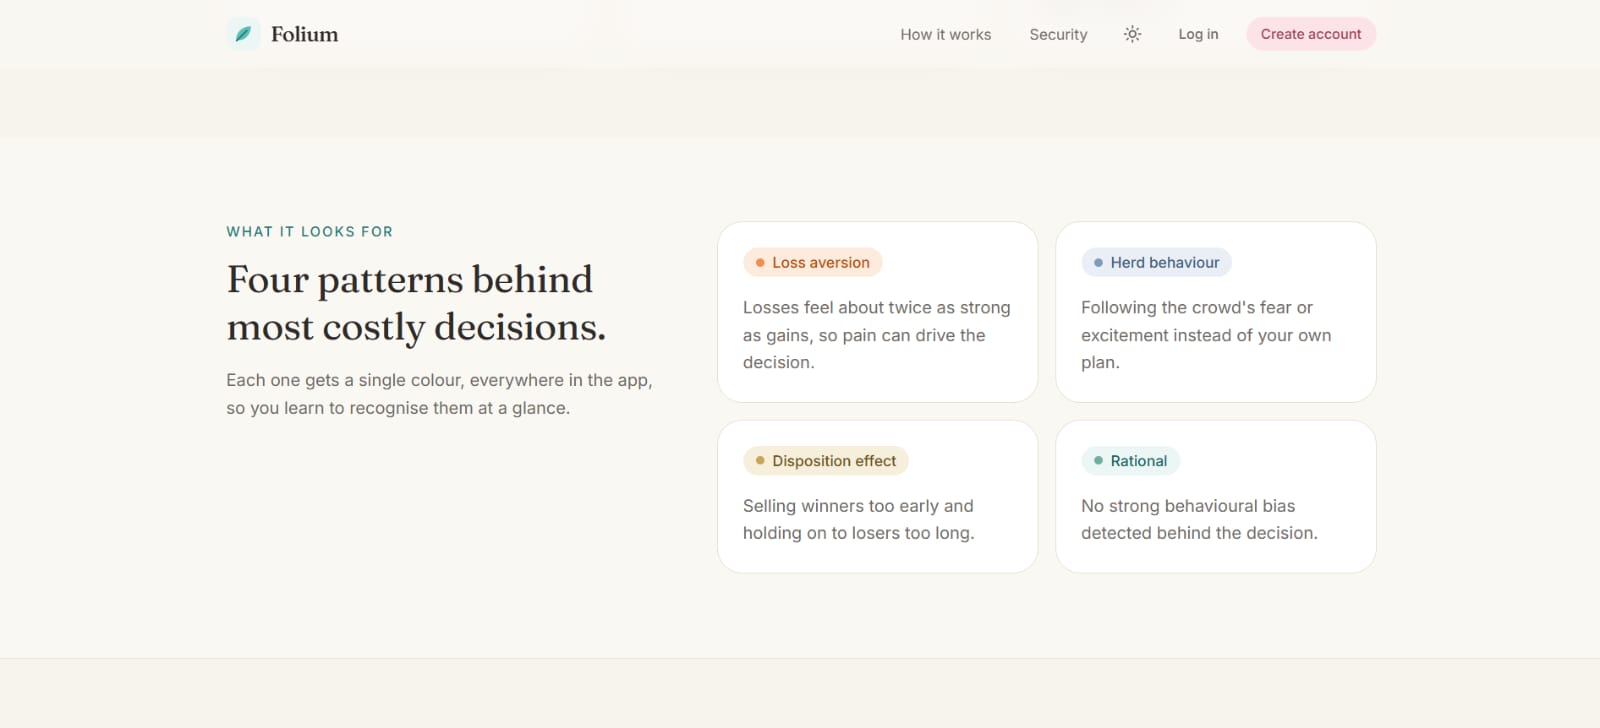 Folium
How it works
Security
Log in
Create account
WHAT IT LOOKS FOR
Four patterns behind
most costly decisions.
Each one gets a single colour, everywhere in the app,
so you learn to recognise them at a glance.
Loss aversion
Losses feel about twice as strong
as gains, so pain can drive the
decision.
Herd behaviour
Following the crowd's fear or
excitement instead of your own
plan.
Disposition effect
Selling winners too early and
holding on to losers too long.
Rational
No strong behavioural bias
detected behind the decision.